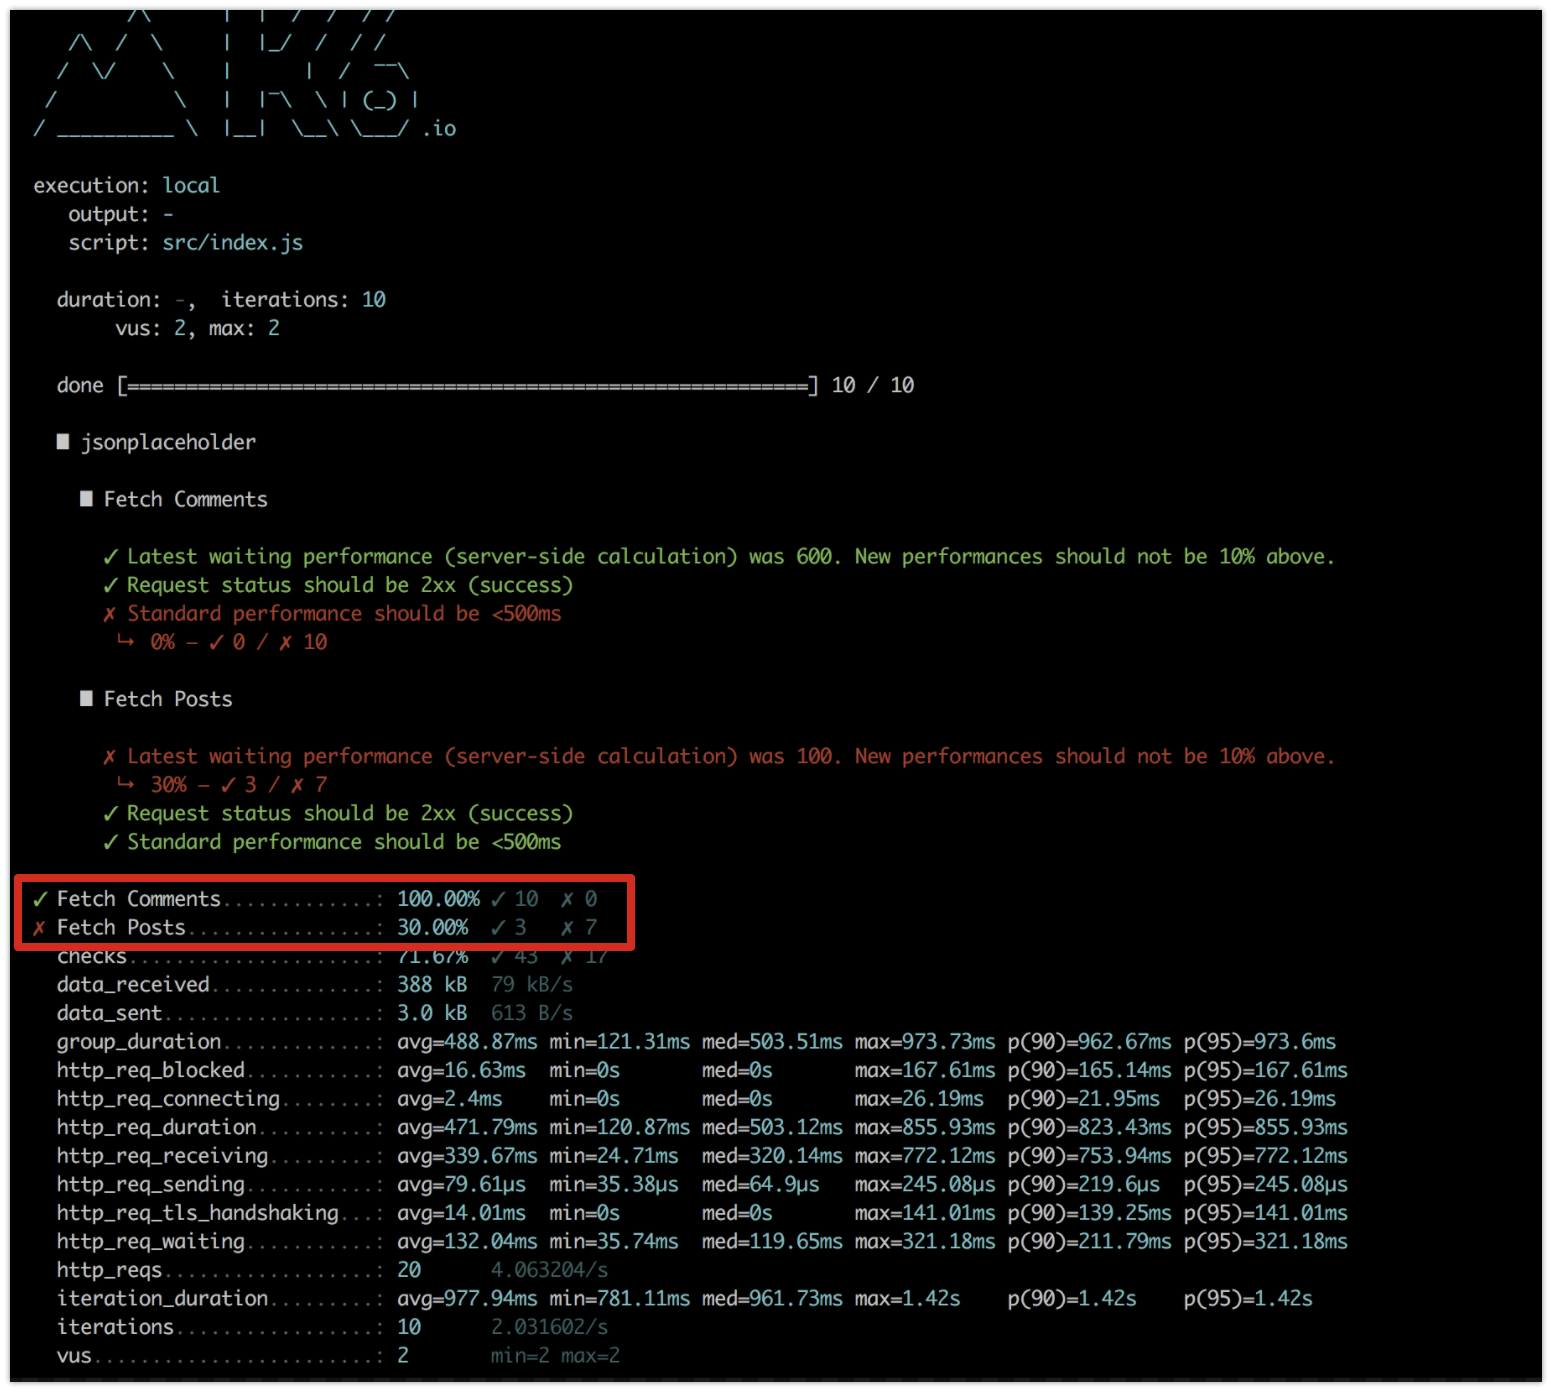 .io
execution: local
output: -
script: src/index.js
duration: -, iterations: 10
vus: 2, max: 2
done [==========================================================] 10 / 10
█ jsonplaceholder
█ Fetch Comments
✓ Latest waiting performance (server-side calculation) was 600. New performances should not be 10% above.
✓ Request status should be 2xx (success)
✗ Standard performance should be <500ms
↳ 0% — ✓ 0 / ✗ 10
█ Fetch Posts
✗ Latest waiting performance (server-side calculation) was 100. New performances should not be 10% above.
↳ 30% — ✓ 3 / ✗ 7
✓ Request status should be 2xx (success)
✓ Standard performance should be <500ms
✓ Fetch Comments.............: 100.00% ✓ 10 ✗ 0
✗ Fetch Posts................: 30.00% ✓ 3 ✗ 7
checks.....................: 71.67% ✓ 43 ✗ 17
data_received..............: 388 kB 79 kB/s
data_sent..................: 3.0 kB 613 B/s
group_duration.............: avg=488.87ms min=121.31ms med=503.51ms max=973.73ms p(90)=962.67ms p(95)=973.6ms
http_req_blocked...........: avg=16.63ms min=0s med=0s max=167.61ms p(90)=165.14ms p(95)=167.61ms
http_req_connecting........: avg=2.4ms min=0s med=0s max=26.19ms p(90)=21.95ms p(95)=26.19ms
http_req_duration..........: avg=471.79ms min=120.87ms med=503.12ms max=855.93ms p(90)=823.43ms p(95)=855.93ms
http_req_receiving.........: avg=339.67ms min=24.71ms med=320.14ms max=772.12ms p(90)=753.94ms p(95)=772.12ms
http_req_sending...........: avg=79.61µs min=35.38µs med=64.9µs max=245.08µs p(90)=219.6µs p(95)=245.08µs
http_req_tls_handshaking...: avg=14.01ms min=0s med=0s max=141.01ms p(90)=139.25ms p(95)=141.01ms
http_req_waiting...........: avg=132.04ms min=35.74ms med=119.65ms max=321.18ms p(90)=211.79ms p(95)=321.18ms
http_reqs..................: 20 4.063204/s
iteration_duration.........: avg=977.94ms min=781.11ms med=961.73ms max=1.42s p(90)=1.42s p(95)=1.42s
iterations.................: 10 2.031602/s
vus........................: 2 min=2 max=2